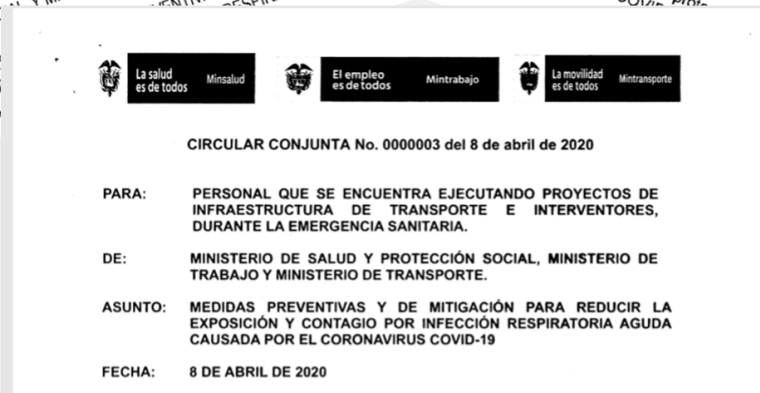 La salud
es de todos
Minsalud
El empleo
es de todos
Mintrabajo
La movilidad
es de todos
Mintransporte
CIRCULAR CONJUNTA No. 0000003 del 8 de abril de 2020
PARA: PERSONAL QUE SE ENCUENTRA EJECUTANDO PROYECTOS DE
INFRAESTRUCTURA DE TRANSPORTE E INTERVENTORES,
DURANTE LA EMERGENCIA SANITARIA.
DE: MINISTERIO DE SALUD Y PROTECCIÓN SOCIAL, MINISTERIO DE
TRABAJO Y MINISTERIO DE TRANSPORTE.
ASUNTO: MEDIDAS PREVENTIVAS Y DE MITIGACIÓN PARA REDUCIR LA
EXPOSICIÓN Y CONTAGIO POR INFECCIÓN RESPIRATORIA AGUDA
CAUSADA POR EL CORONAVIRUS COVID-19
FECHA: 8 DE ABRIL DE 2020